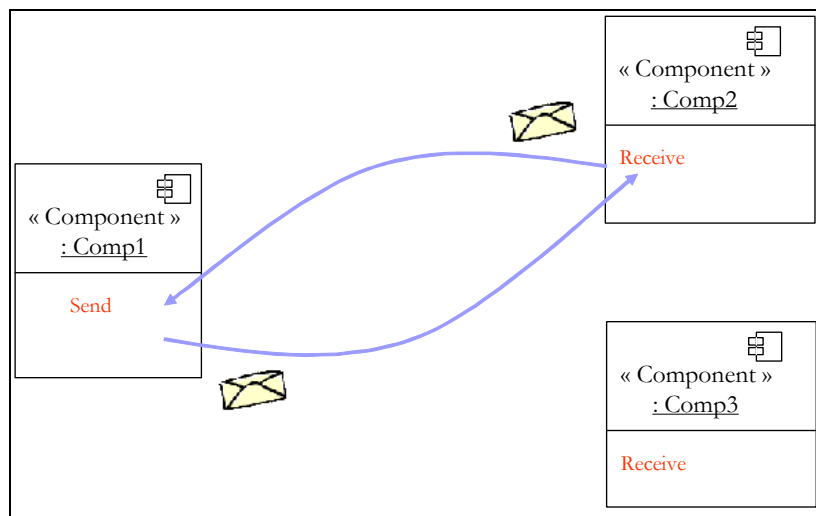 « Component »
: Comp2
Receive
« Component »
: Comp1
Send
« Component »
: Comp3
Receive